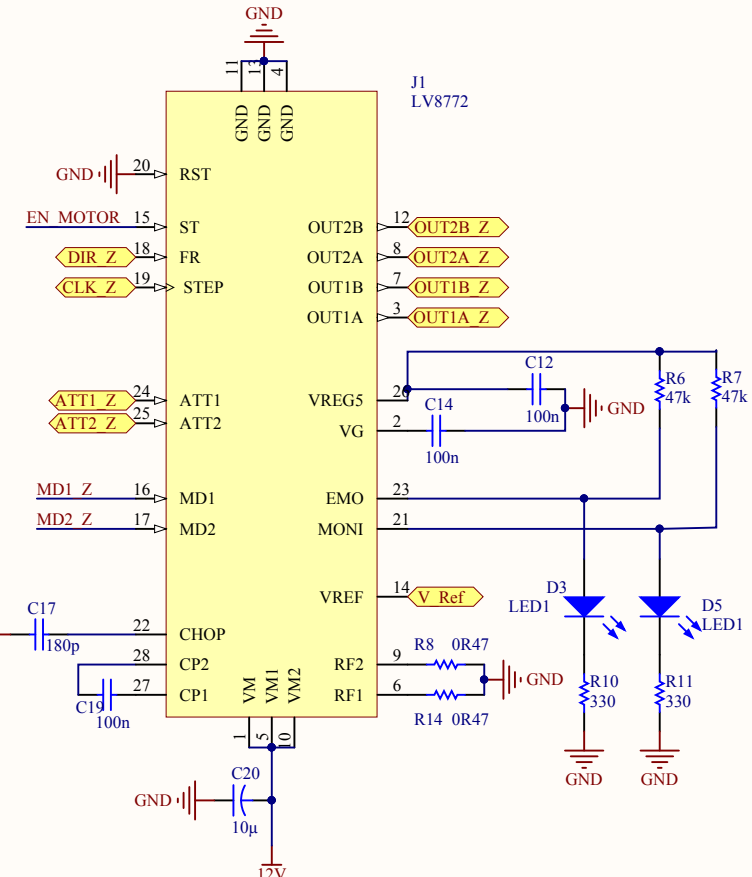 GND
11 13 4
J1
LV8772
GND GND GND
GND 20 RST
EN_MOTOR 15 ST OUT2B 12 OUT2B_Z
DIR_Z 18 FR OUT2A 8 OUT2A_Z
CLK_Z 19 STEP OUT1B 7 OUT1B_Z
OUT1A 3 OUT1A_Z
C12
R6 R7
47k 47k
ATT1_Z 24 ATT1 VREG5 26
C14 100n GND
ATT2_Z 25 ATT2 VG 2
100n
MD1_Z 16 MD1 EMO 23
MD2_Z 17 MD2 MONI 21
VREF 14 V_Ref
D3 D5
LED1 LED1
C17
180p 22 CHOP
R8 0R47
28 CP2 RF2 9
GND
R10 R11
330 330
C19 27 CP1 RF1 6
100n
R14 0R47
VM VM1 VM2
1 5 10
GND GND
C20
GND
10µ
12V